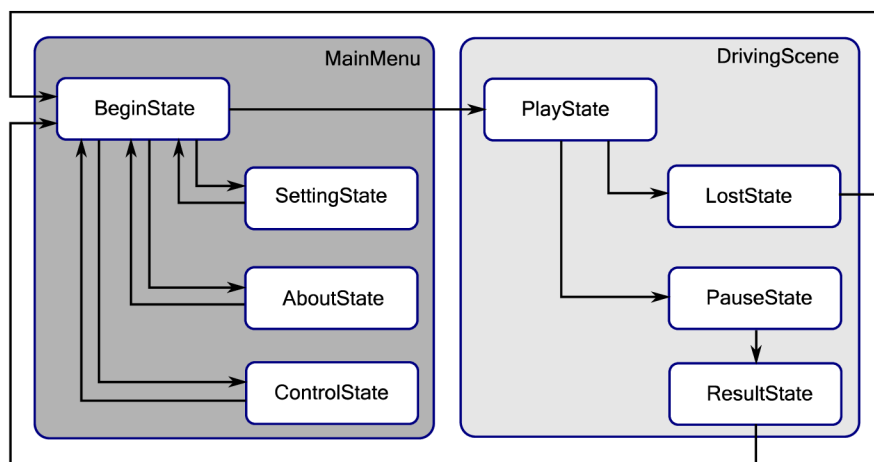 MainMenu
BeginState
SettingState
AboutState
ControlState
DrivingScene
PlayState
LostState
PauseState
ResultState